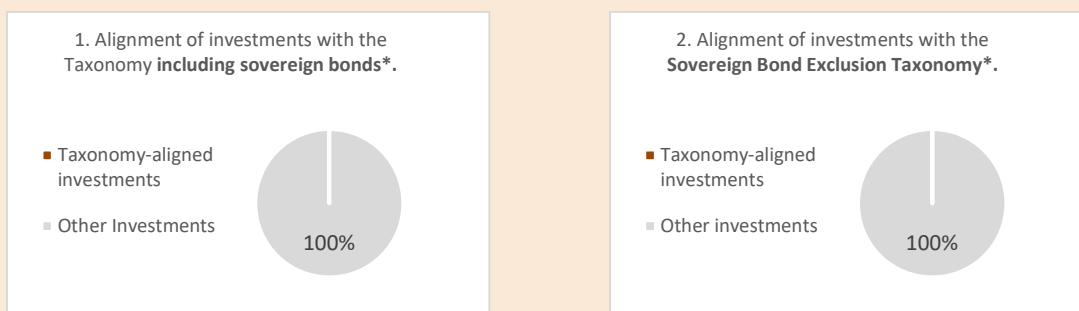 1. Alignment of investments with the
Taxonomy including sovereign bonds*.
Taxonomy-aligned
investments
Other Investments
100%
2. Alignment of investments with the
Sovereign Bond Exclusion Taxonomy*.
Taxonomy-aligned
investments
Other investments
100%